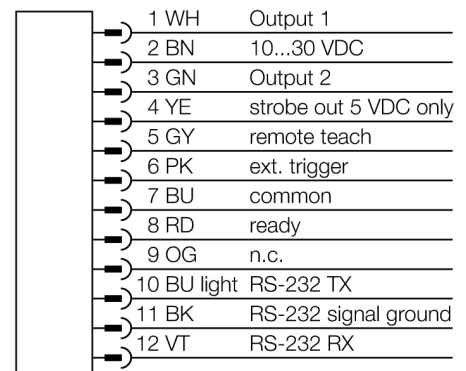 1 WH Output 1
2 BN 10...30 VDC
3 GN Output 2
4 YE strobe out 5 VDC only
5 GY remote teach
6 PK ext. trigger
7 BU common
8 RD ready
9 OG n.c.
10 BU light RS-232 TX
11 BK RS-232 signal ground
12 VT RS-232 RX